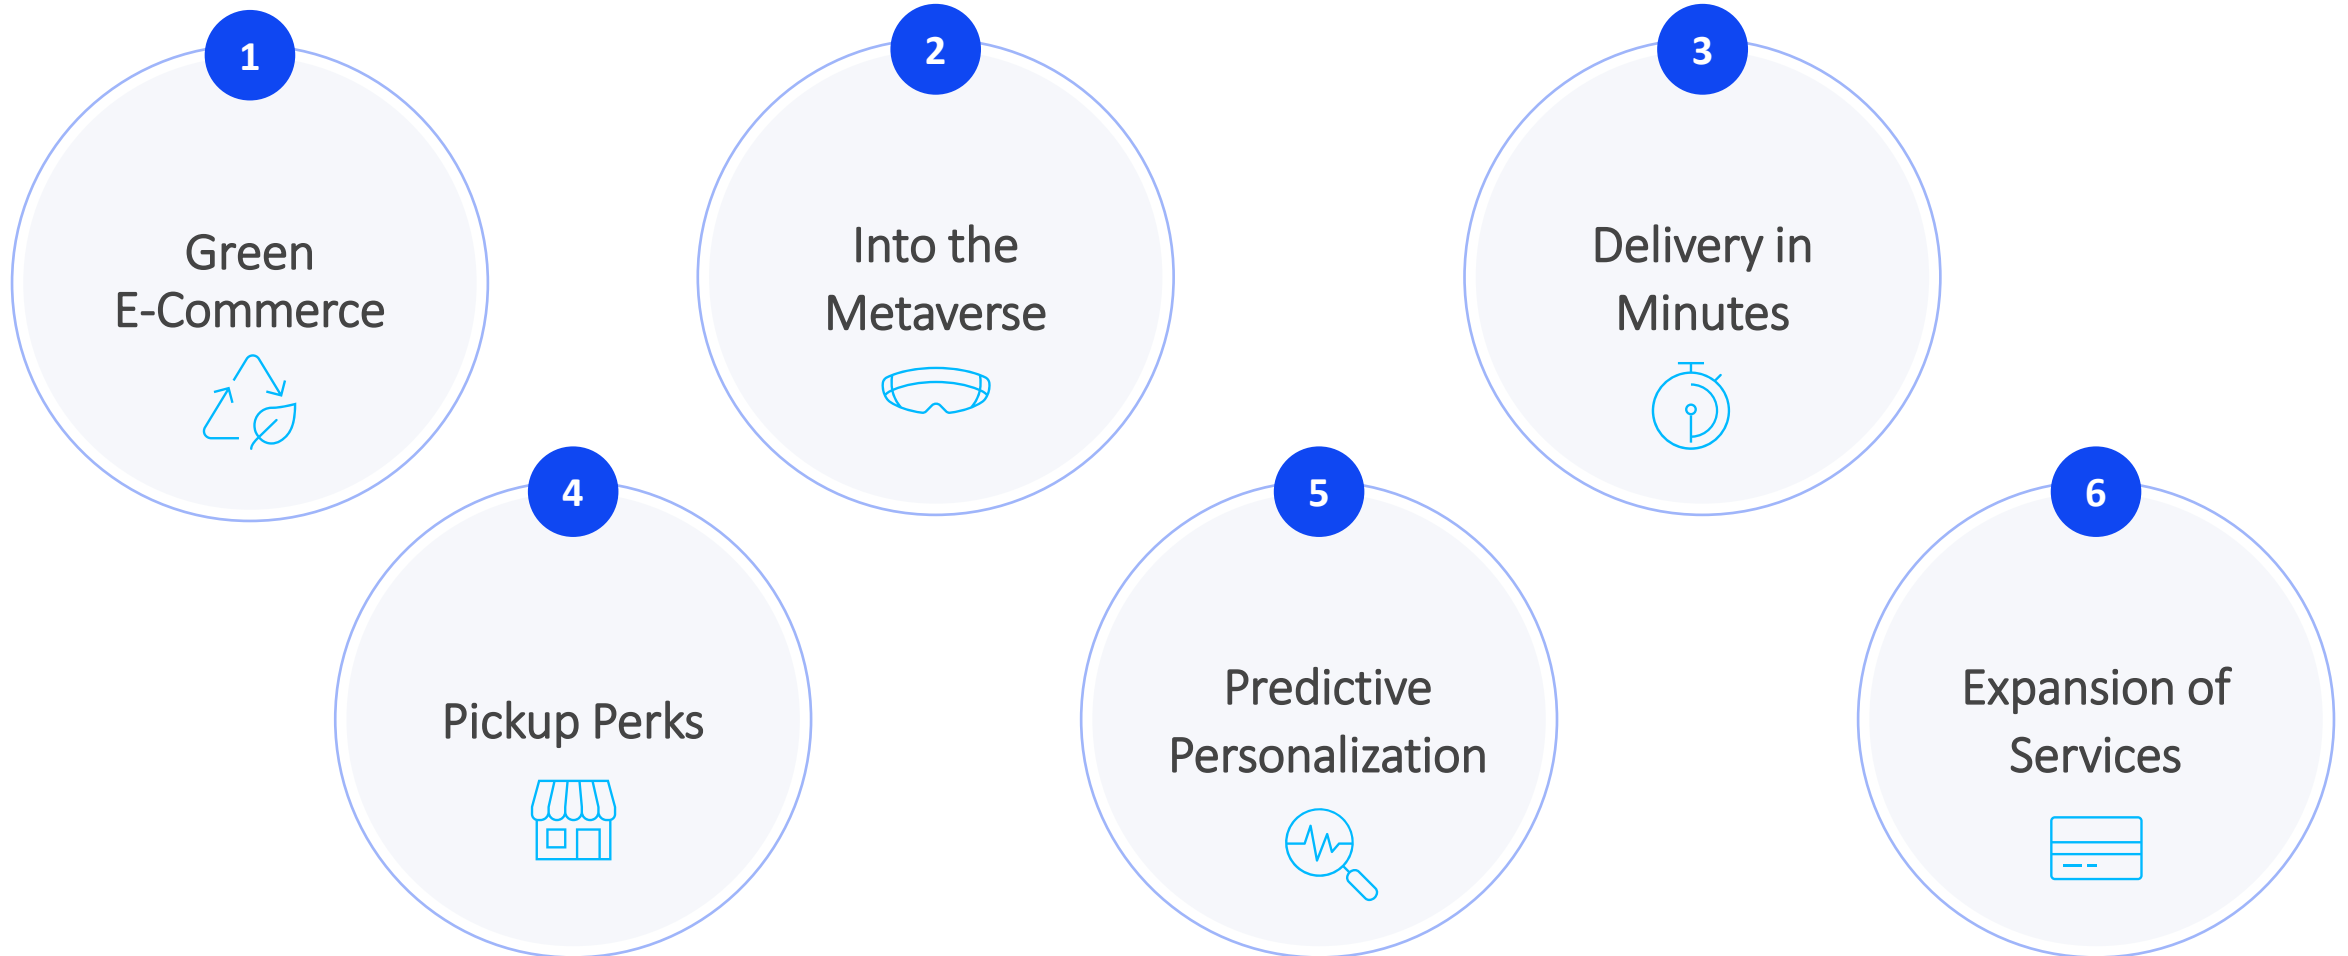 1
Green
E-Commerce
2
Into the
Metaverse
3
Delivery in
Minutes
4
Pickup Perks
5
Predictive
Personalization
6
Expansion of
Services